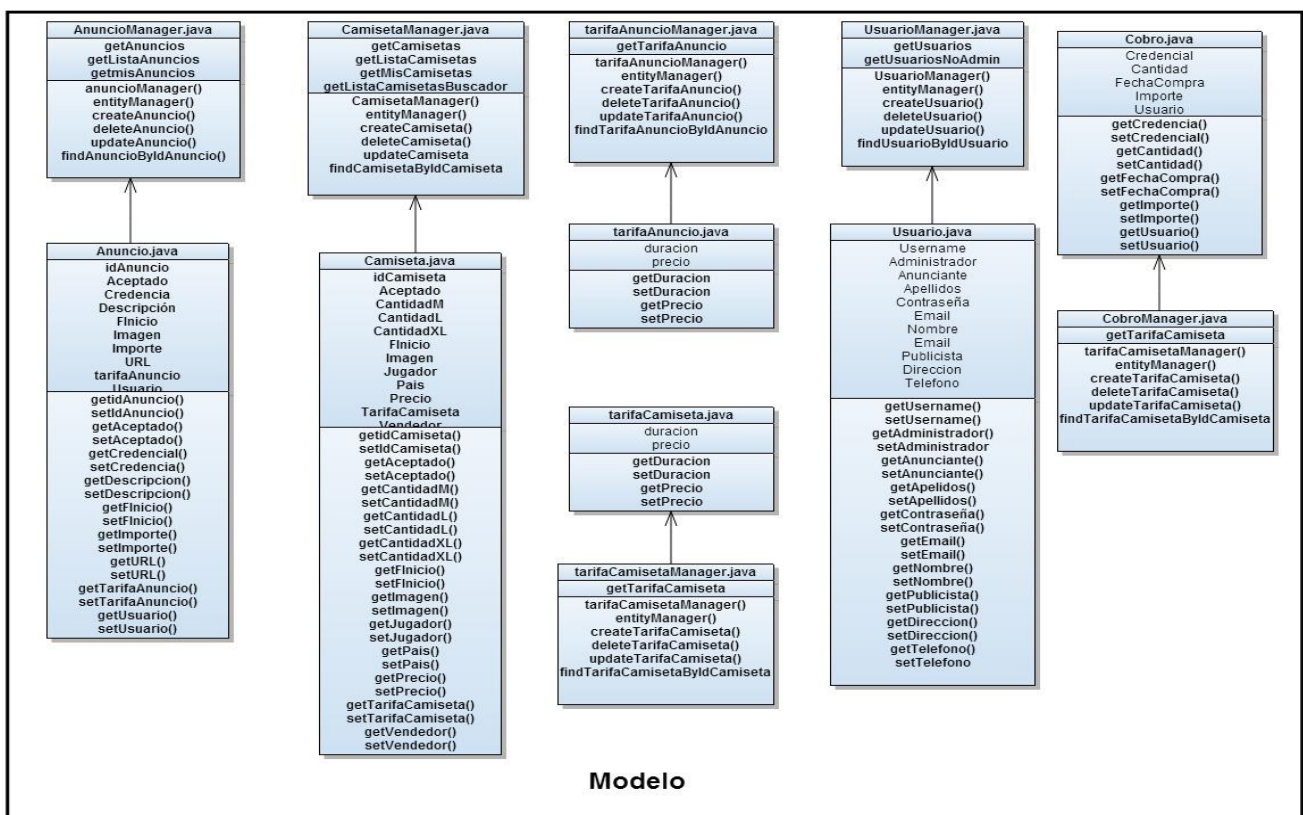 AnuncioManager.java
getAnuncios
getListaAnuncios
getmisAnuncios
anuncioManager()
entityManager()
createAnuncio()
deleteAnuncio()
updateAnuncio()
findAnuncioByIdAnuncio()
CamisetaManager.java
getCamisetas
getListaCamisetas
getMisCamisetas
getListaCamisetasBuscador
CamisetaManager()
entityManager()
createCamiseta()
deleteCamiseta()
updateCamiseta
findCamisetaByIdCamiseta
tarifaAnuncioManager.java
getTarifaAnuncio
tarifaAnuncioManager()
entityManager()
createTarifaAnuncio()
deleteTarifaAnuncio()
updateTarifaAnuncio()
findTarifaAnuncioByIdAnuncio
UsuarioManager.java
getUsuarios
getUsuariosNoAdmin
UsuarioManager()
entityManager()
createUsuario()
deleteUsuario()
updateUsuario()
findUsuarioByIdUsuario
Cobro.java
Credencial
Cantidad
FechaCompra
Importe
Usuario
getCredencia()
setCredencial()
getCantidad()
setCantidad()
getFechaCompra()
setFechaCompra()
getImporte()
setImporte()
getUsuario()
setUsuario()
Anuncio.java
idAnuncio
Aceptado
Credencia
Descripción
FInicio
Imagen
Importe
URL
tarifaAnuncio
Usuario
getidAnuncio()
setIdAnuncio()
getAceptado()
setAceptado()
getCredencial()
setCredencia()
getDescripcion()
setDescripcion()
getFInicio()
setFInicio()
getImporte()
setImporte()
getURL()
setURL()
getTarifaAnuncio()
setTarifaAnuncio()
getUsuario()
setUsuario()
Camiseta.java
idCamiseta
Aceptado
CantidadM
CantidadL
CantidadXL
FInicio
Imagen
Jugador
Pais
Precio
TarifaCamiseta
Vendedor
getidCamiseta()
setIdCamiseta()
getAceptado()
setAceptado()
getCantidadM()
setCantidadM()
getCantidadL()
setCantidadL()
getCantidadXL()
setCantidadXL()
getFInicio()
setFInicio()
getImagen()
setImagen()
getJugador()
setJugador()
getPais()
setPais()
getPrecio()
setPrecio()
getTarifaCamiseta()
setTarifaCamiseta()
getVendedor()
setVendedor()
tarifaAnuncio.java
duracion
precio
getDuracion
setDuracion
getPrecio
setPrecio
tarifaCamiseta.java
duracion
precio
getDuracion
setDuracion
getPrecio
setPrecio
tarifaCamisetaManager.java
getTarifaCamiseta
tarifaCamisetaManager()
entityManager()
createTarifaCamiseta()
deleteTarifaCamiseta()
updateTarifaCamiseta()
findTarifaCamisetaByIdCamiseta
Usuario.java
Username
Administrador
Anunciante
Apellidos
Contraseña
Email
Nombre
Email
Publicista
Direccion
Telefono
getUsername()
setUsername()
getAdministrador()
setAdministrador
getAnunciante()
setAnunciante()
getApelidos()
setApellidos()
getContraseña()
setContraseña()
getEmail()
setEmail()
getNombre()
setNombre()
getPublicista()
setPublicista()
getDireccion()
setDireccion()
getTelefono()
setTelefono
CobroManager.java
getTarifaCamiseta
tarifaCamisetaManager()
entityManager()
createTarifaCamiseta()
deleteTarifaCamiseta()
updateTarifaCamiseta()
findTarifaCamisetaByIdCamiseta
Modelo